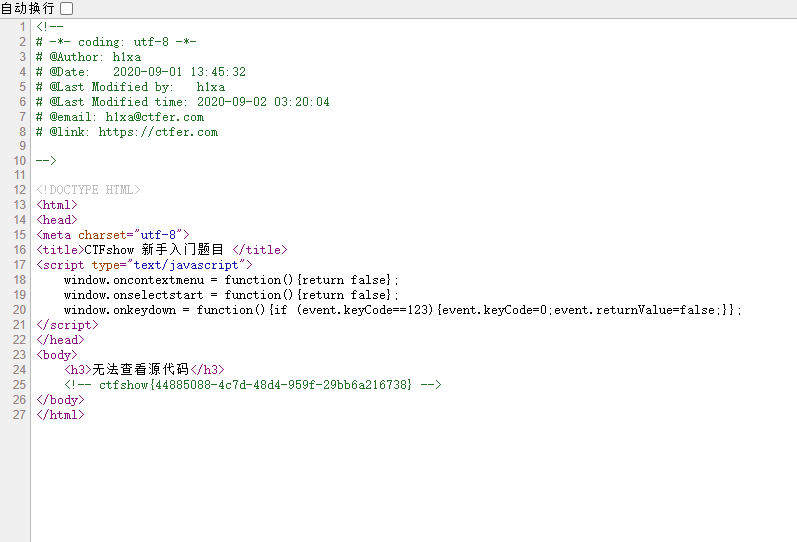 自动换行
1 <!--
2 # -*- coding: utf-8 -*-
3 # @Author: h1xa
4 # @Date:   2020-09-01 13:45:32
5 # @Last Modified by:   h1xa
6 # @Last Modified time: 2020-09-02 03:20:04
7 # @email: h1xa@ctfer.com
8 # @link: https://ctfer.com
9
10 -->
11
12 <!DOCTYPE HTML>
13 <html>
14 <head>
15 <meta charset="utf-8">
16 <title>CTFshow 新手入门题目 </title>
17 <script type="text/javascript">
18     window.oncontextmenu = function(){return false};
19     window.onselectstart = function(){return false};
20     window.onkeydown = function(){if (event.keyCode==123){event.keyCode=0;event.returnValue=false;}};
21 </script>
22 </head>
23 <body>
24     <h3>无法查看源代码</h3>
25     <!-- ctfshow{44885088-4c7d-48d4-959f-29bb6a216738} -->
26 </body>
27 </html>